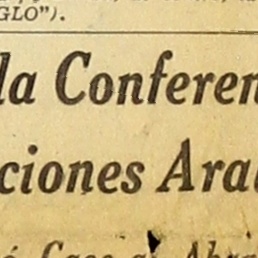 GLO").
la Conferen
ciones Ara